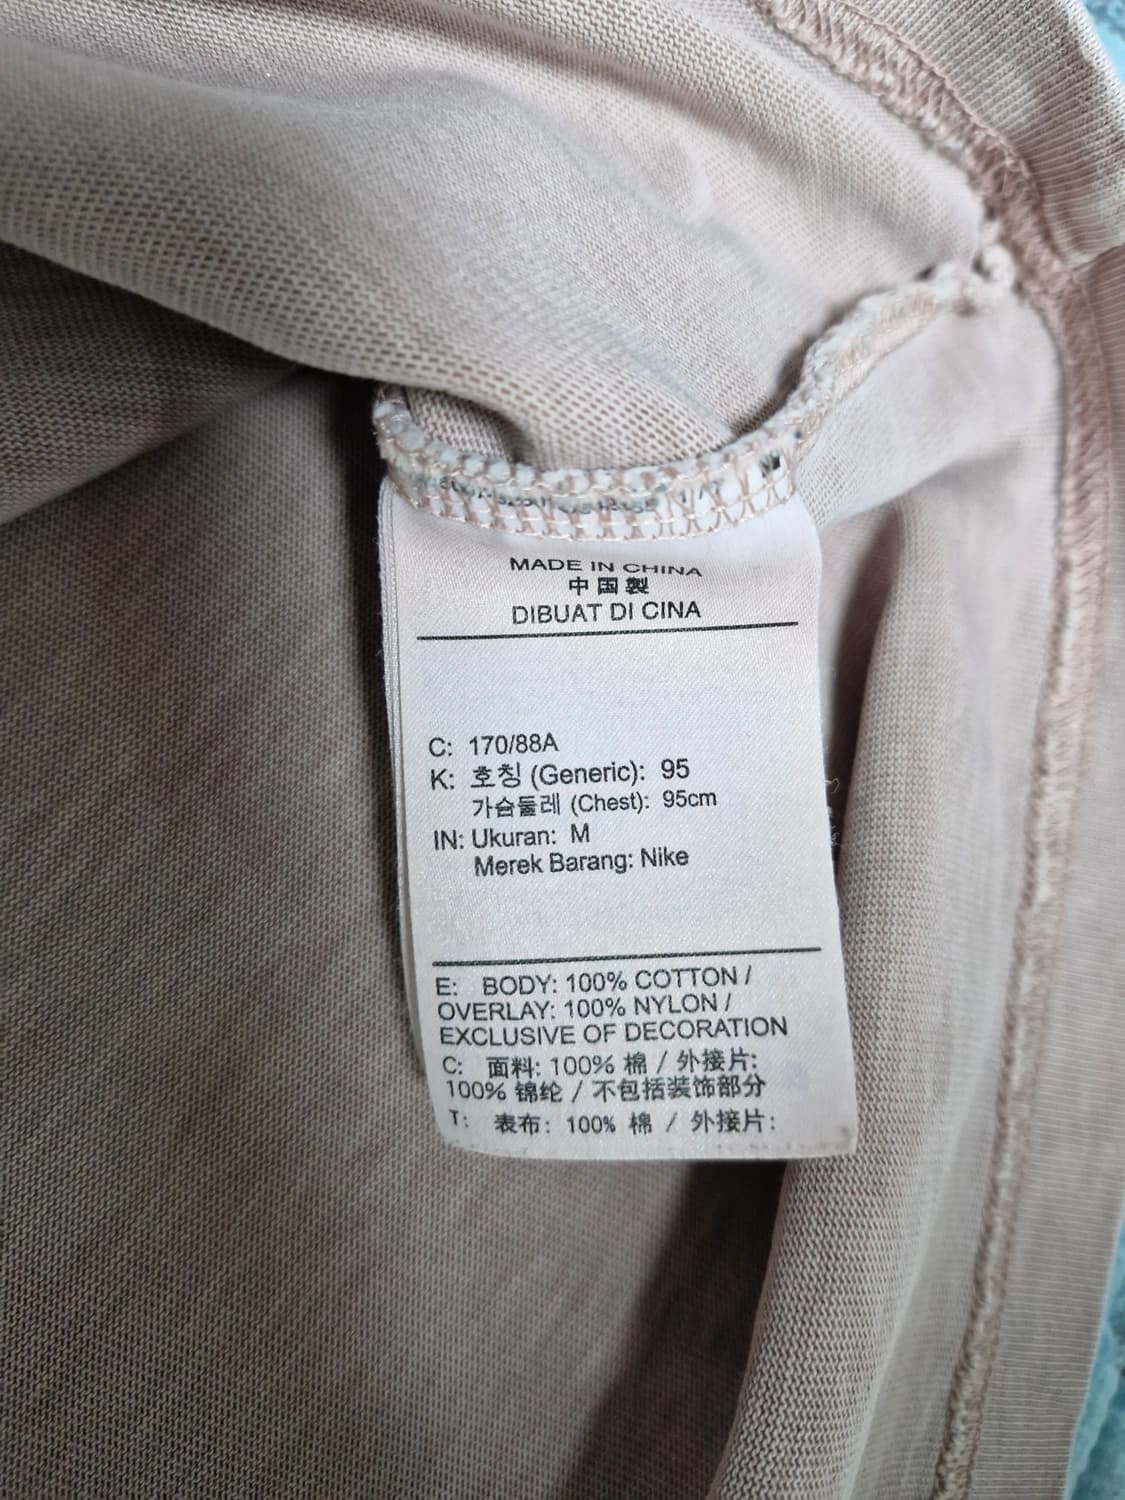 MADE IN CHINA
中国製
DIBUAT DI CINA
C: 170/88A
K: 호칭 (Generic): 95
가슴둘레 (Chest): 95cm
IN: Ukuran: M
Merek Barang: Nike
E: BODY: 100% COTTON /
OVERLAY: 100% NYLON /
EXCLUSIVE OF DECORATION
C: 面料: 100% 棉 / 外接片:
100% 锦纶 / 不包括装饰部分
T: 表布: 100% 棉 / 外接片: